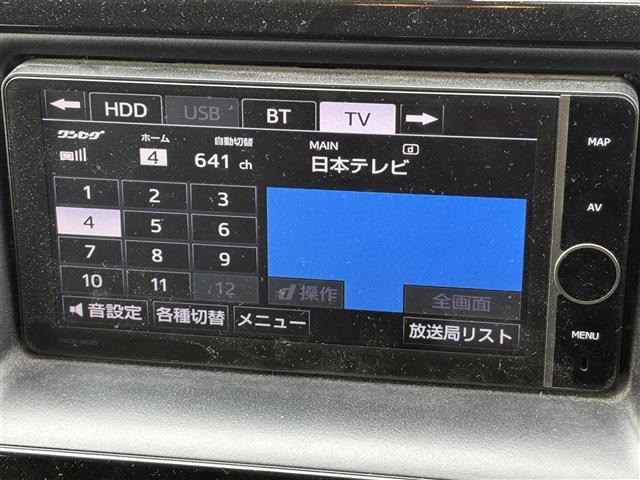 HDD USB BT TV
ワンセグ ホーム 自動切替 MAIN d
4 641 ch 日本テレビ
1 2 3
4 5 6
7 8 9
10 11 12
d 操作 全画面
音設定 各種切替 メニュー 放送局リスト
MAP
AV
MENU